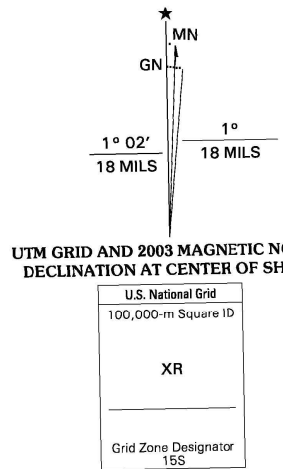 ★
MN
GN
1° 02′
18 MILS
1°
18 MILS
UTM GRID AND 2003 MAGNETIC NO
DECLINATION AT CENTER OF SH
U.S. National Grid
100,000-m Square ID
XR
Grid Zone Designator
15S